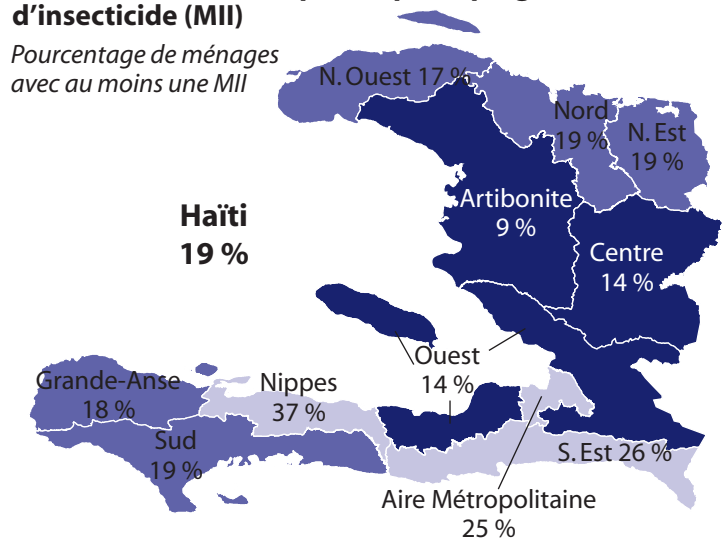 d’insecticide (MII)
Pourcentage de ménages
avec au moins une MII
N. Ouest 17 %
Nord
19 %
N. Est
19 %
Artibonite
9 %
Haïti
19 %
Centre
14 %
Ouest
14 %
Grande-Anse
18 %
Nippes
37 %
Sud
19 %
S. Est 26 %
Aire Métropolitaine
25 %